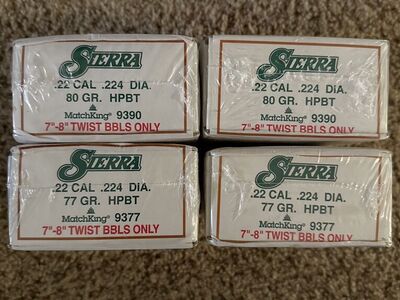 SIERRA
.22 CAL .224 DIA.
80 GR. HPBT
MatchKing® 9390
7"-8" TWIST BBLS ONLY
SIERRA
.22 CAL .224 DIA.
80 GR. HPBT
MatchKing® 9390
7"-8" TWIST BBLS ONLY
SIERRA
.22 CAL .224 DIA.
77 GR. HPBT
MatchKing® 9377
7"-8" TWIST BBLS ONLY
SIERRA
.22 CAL .224 DIA.
77 GR. HPBT
MatchKing® 9377
7"-8" TWIST BBLS ONLY